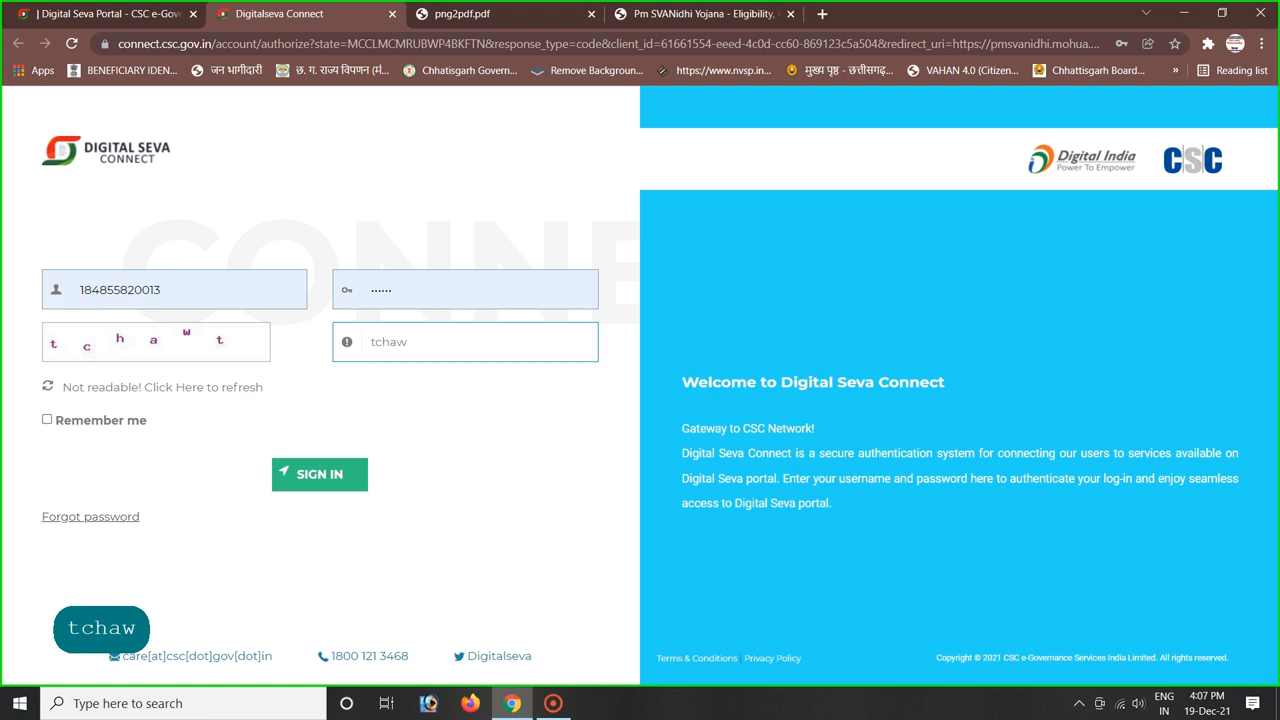 | Digital Seva Portal - CSC e-Gov
Digitalseva Connect
png2pdf.pdf
Pm SVANidhi Yojana - Eligibility,
connect.csc.gov.in/account/authorize?state=MCCLMCMRUBWP4BKFTN&response_type=code&client_id=61661554-eeed-4c0d-cc60-869123c5a504&redirect_uri=https://pmsvanidhi.mohua....
Apps
BENEFICIARY IDEN...
जन भागीदारी
छ. ग. राज्य विपणन (मं...
Chhattisgarh Govern...
Remove Backgroun...
https://www.nvsp.in...
मुख्य पृष्ठ - छत्तीसगढ़...
VAHAN 4.0 (Citizen...
Chhattisgarh Board...
»
Reading list
DIGITAL SEVA
CONNECT
Digital India
Power To Empower
CSC
CONNE
184855820013
••••••
t c h a w t
tchaw
Not readable! Click Here to refresh
Remember me
SIGN IN
Forgot password
Welcome to Digital Seva Connect
Gateway to CSC Network!
Digital Seva Connect is a secure authentication system for connecting our users to services available on
Digital Seva portal. Enter your username and password here to authenticate your log-in and enjoy seamless
access to Digital Seva portal.
tchaw
care[at]csc[dot]gov[dot]in
1800 121 3468
Digitalseva
Terms & Conditions | Privacy Policy
Copyright © 2021 CSC e-Governance Services India Limited. All rights reserved.
Type here to search
ENG
IN
4:07 PM
19-Dec-21